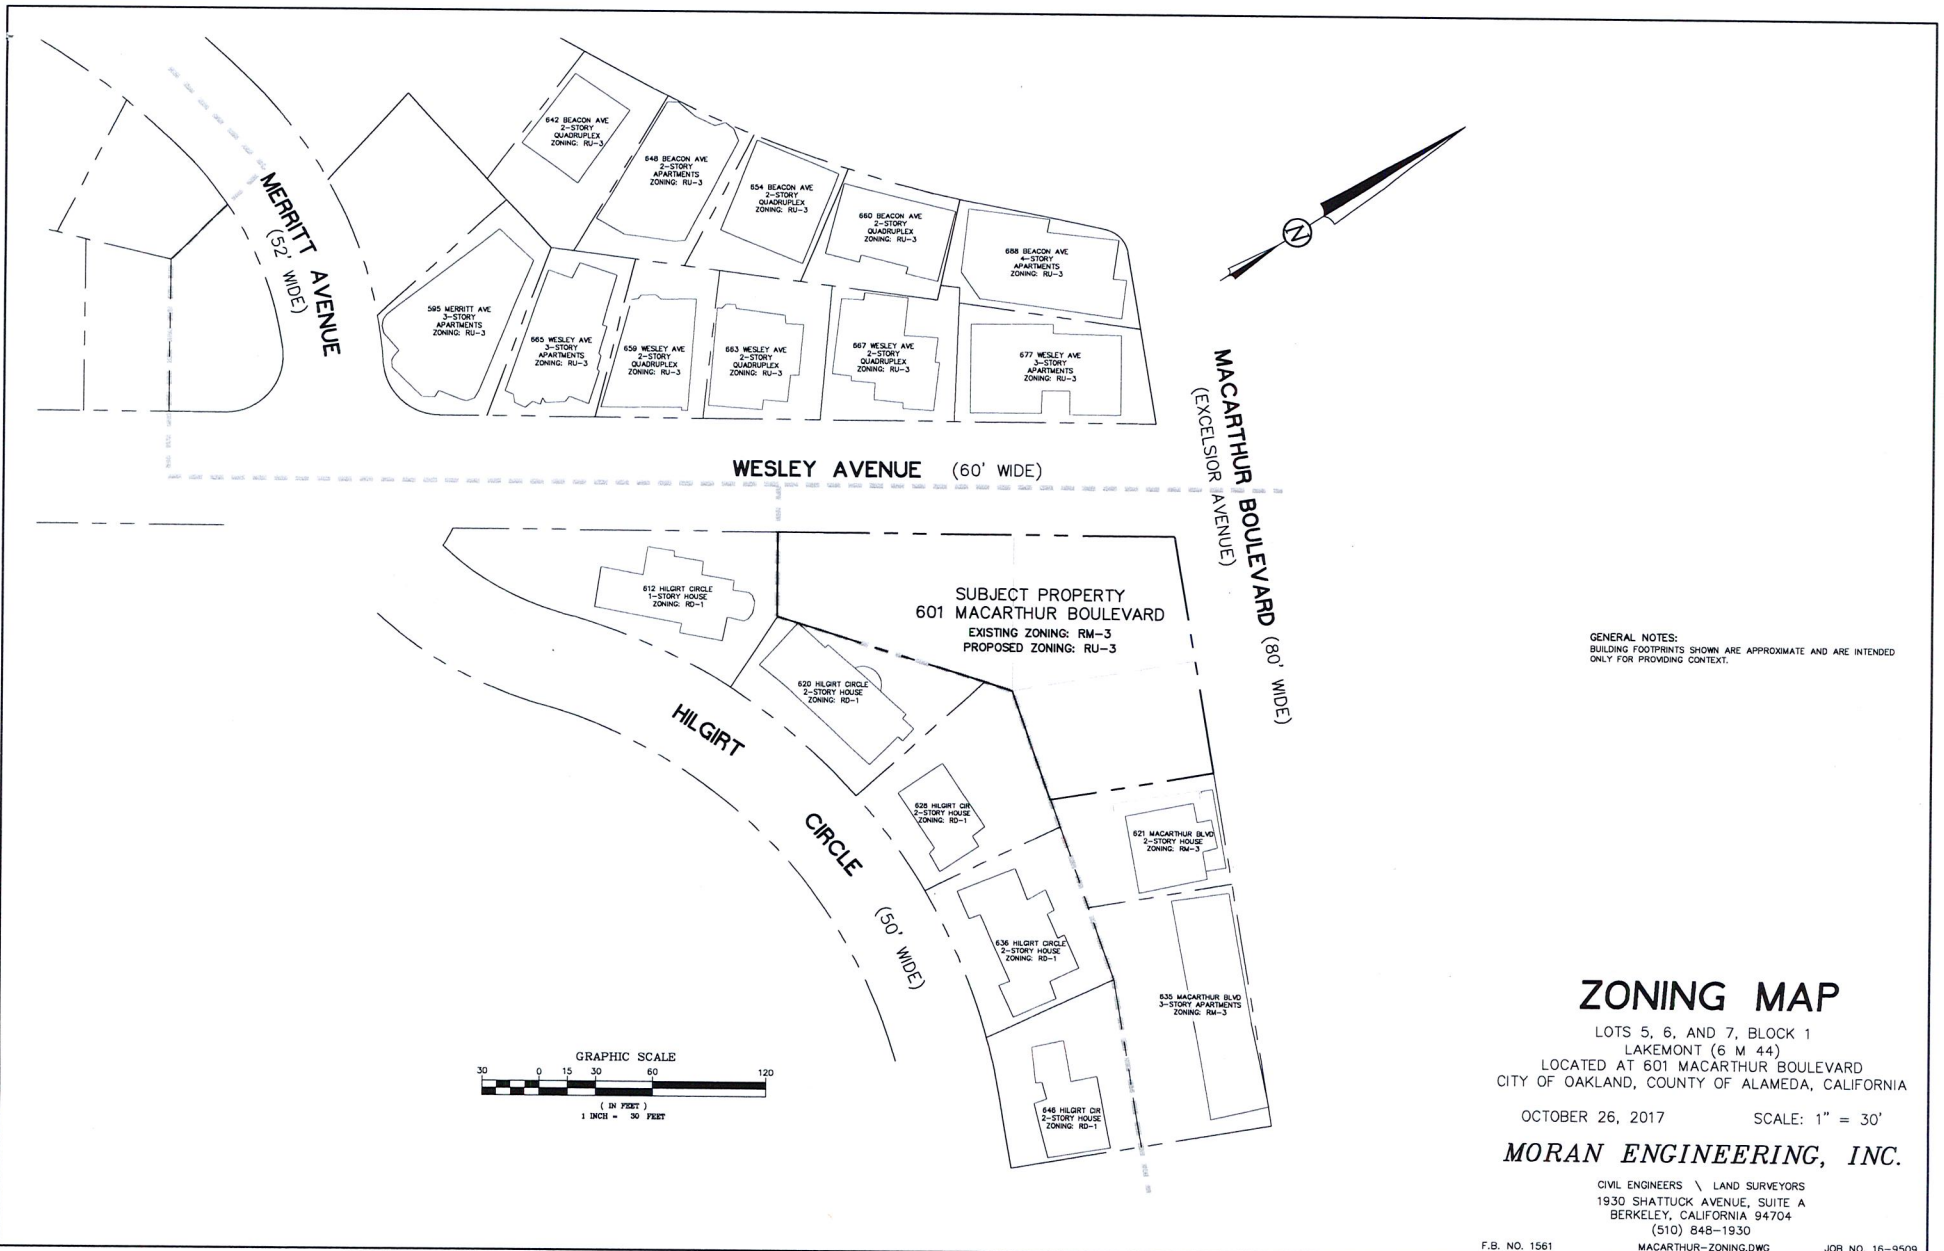 642 BEACON AVE
2-STORY
QUADRUPLEX
ZONING: RU-3
648 BEACON AVE
2-STORY
APARTMENTS
ZONING: RU-3
654 BEACON AVE
2-STORY
QUADRUPLEX
ZONING: RU-3
660 BEACON AVE
2-STORY
QUADRUPLEX
ZONING: RU-3
688 BEACON AVE
4-STORY
APARTMENTS
ZONING: RU-3
N
MERRITT AVENUE
(52' WIDE)
595 MERRITT AVE
3-STORY
APARTMENTS
ZONING: RU-3
665 WESLEY AVE
3-STORY
APARTMENTS
ZONING: RU-3
659 WESLEY AVE
2-STORY
QUADRUPLEX
ZONING: RU-3
663 WESLEY AVE
2-STORY
QUADRUPLEX
ZONING: RU-3
667 WESLEY AVE
2-STORY
QUADRUPLEX
ZONING: RU-3
677 WESLEY AVE
3-STORY
APARTMENTS
ZONING: RU-3
MACARTHUR BOULEVARD (80' WIDE)
(EXCELSIOR AVENUE)
WESLEY AVENUE (60' WIDE)
612 HILGIRT CIRCLE
1-STORY HOUSE
ZONING: RD-1
SUBJECT PROPERTY
601 MACARTHUR BOULEVARD
EXISTING ZONING: RM-3
PROPOSED ZONING: RU-3
620 HILGIRT CIRCLE
2-STORY HOUSE
ZONING: RD-1
HILGIRT CIRCLE (50' WIDE)
628 HILGIRT CIR
2-STORY HOUSE
ZONING: RD-1
621 MACARTHUR BLVD
2-STORY HOUSE
ZONING: RM-3
636 HILGIRT CIRCLE
2-STORY HOUSE
ZONING: RD-1
635 MACARTHUR BLVD
3-STORY APARTMENTS
ZONING: RM-3
646 HILGIRT CIR
2-STORY HOUSE
ZONING: RD-1
GENERAL NOTES:
BUILDING FOOTPRINTS SHOWN ARE APPROXIMATE AND ARE INTENDED
ONLY FOR PROVIDING CONTEXT.
GRAPHIC SCALE
30 0 15 30 60 120
( IN FEET )
1 INCH = 30 FEET
ZONING MAP
LOTS 5, 6, AND 7, BLOCK 1
LAKEMONT (6 M 44)
LOCATED AT 601 MACARTHUR BOULEVARD
CITY OF OAKLAND, COUNTY OF ALAMEDA, CALIFORNIA
OCTOBER 26, 2017 SCALE: 1" = 30'
MORAN ENGINEERING, INC.
CIVIL ENGINEERS \ LAND SURVEYORS
1930 SHATTUCK AVENUE, SUITE A
BERKELEY, CALIFORNIA 94704
(510) 848-1930
F.B. NO. 1561 MACARTHUR-ZONING.DWG JOB NO. 16-9509